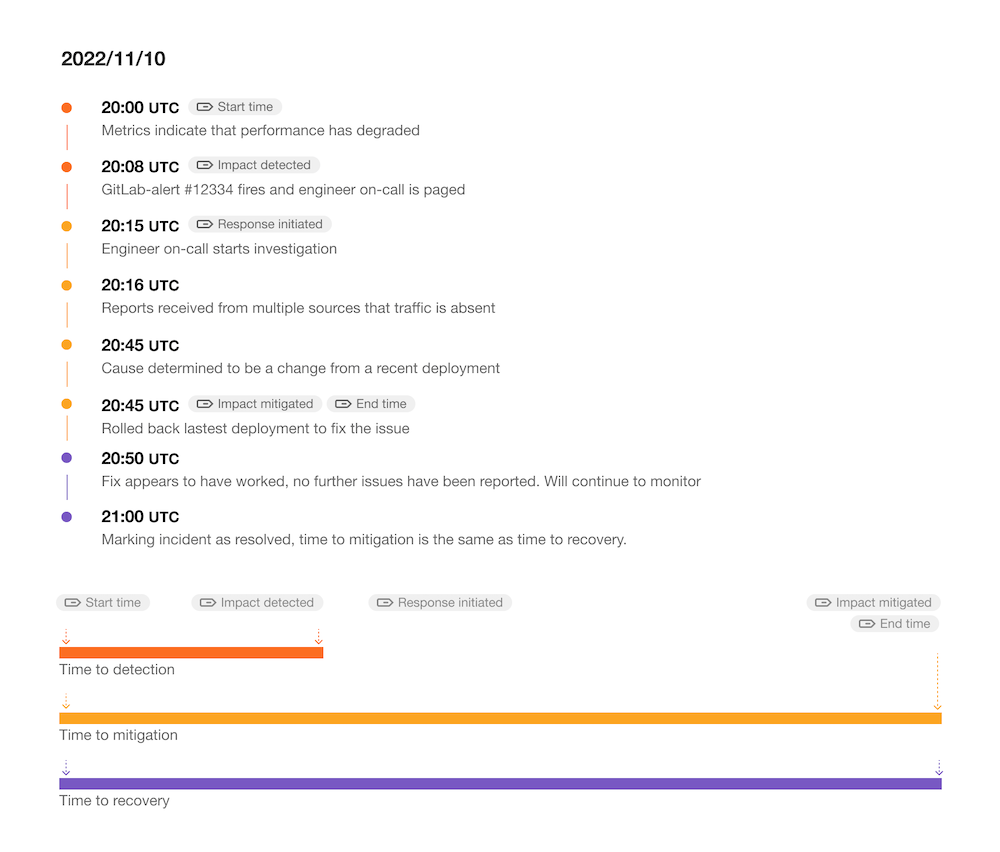 2022/11/10
20:00 UTC Start time
Metrics indicate that performance has degraded
20:08 UTC Impact detected
GitLab-alert #12334 fires and engineer on-call is paged
20:15 UTC Response initiated
Engineer on-call starts investigation
20:16 UTC
Reports received from multiple sources that traffic is absent
20:45 UTC
Cause determined to be a change from a recent deployment
20:45 UTC Impact mitigated End time
Rolled back lastest deployment to fix the issue
20:50 UTC
Fix appears to have worked, no further issues have been reported. Will continue to monitor
21:00 UTC
Marking incident as resolved, time to mitigation is the same as time to recovery.
Start time Impact detected Response initiated Impact mitigated
End time
Time to detection
Time to mitigation
Time to recovery